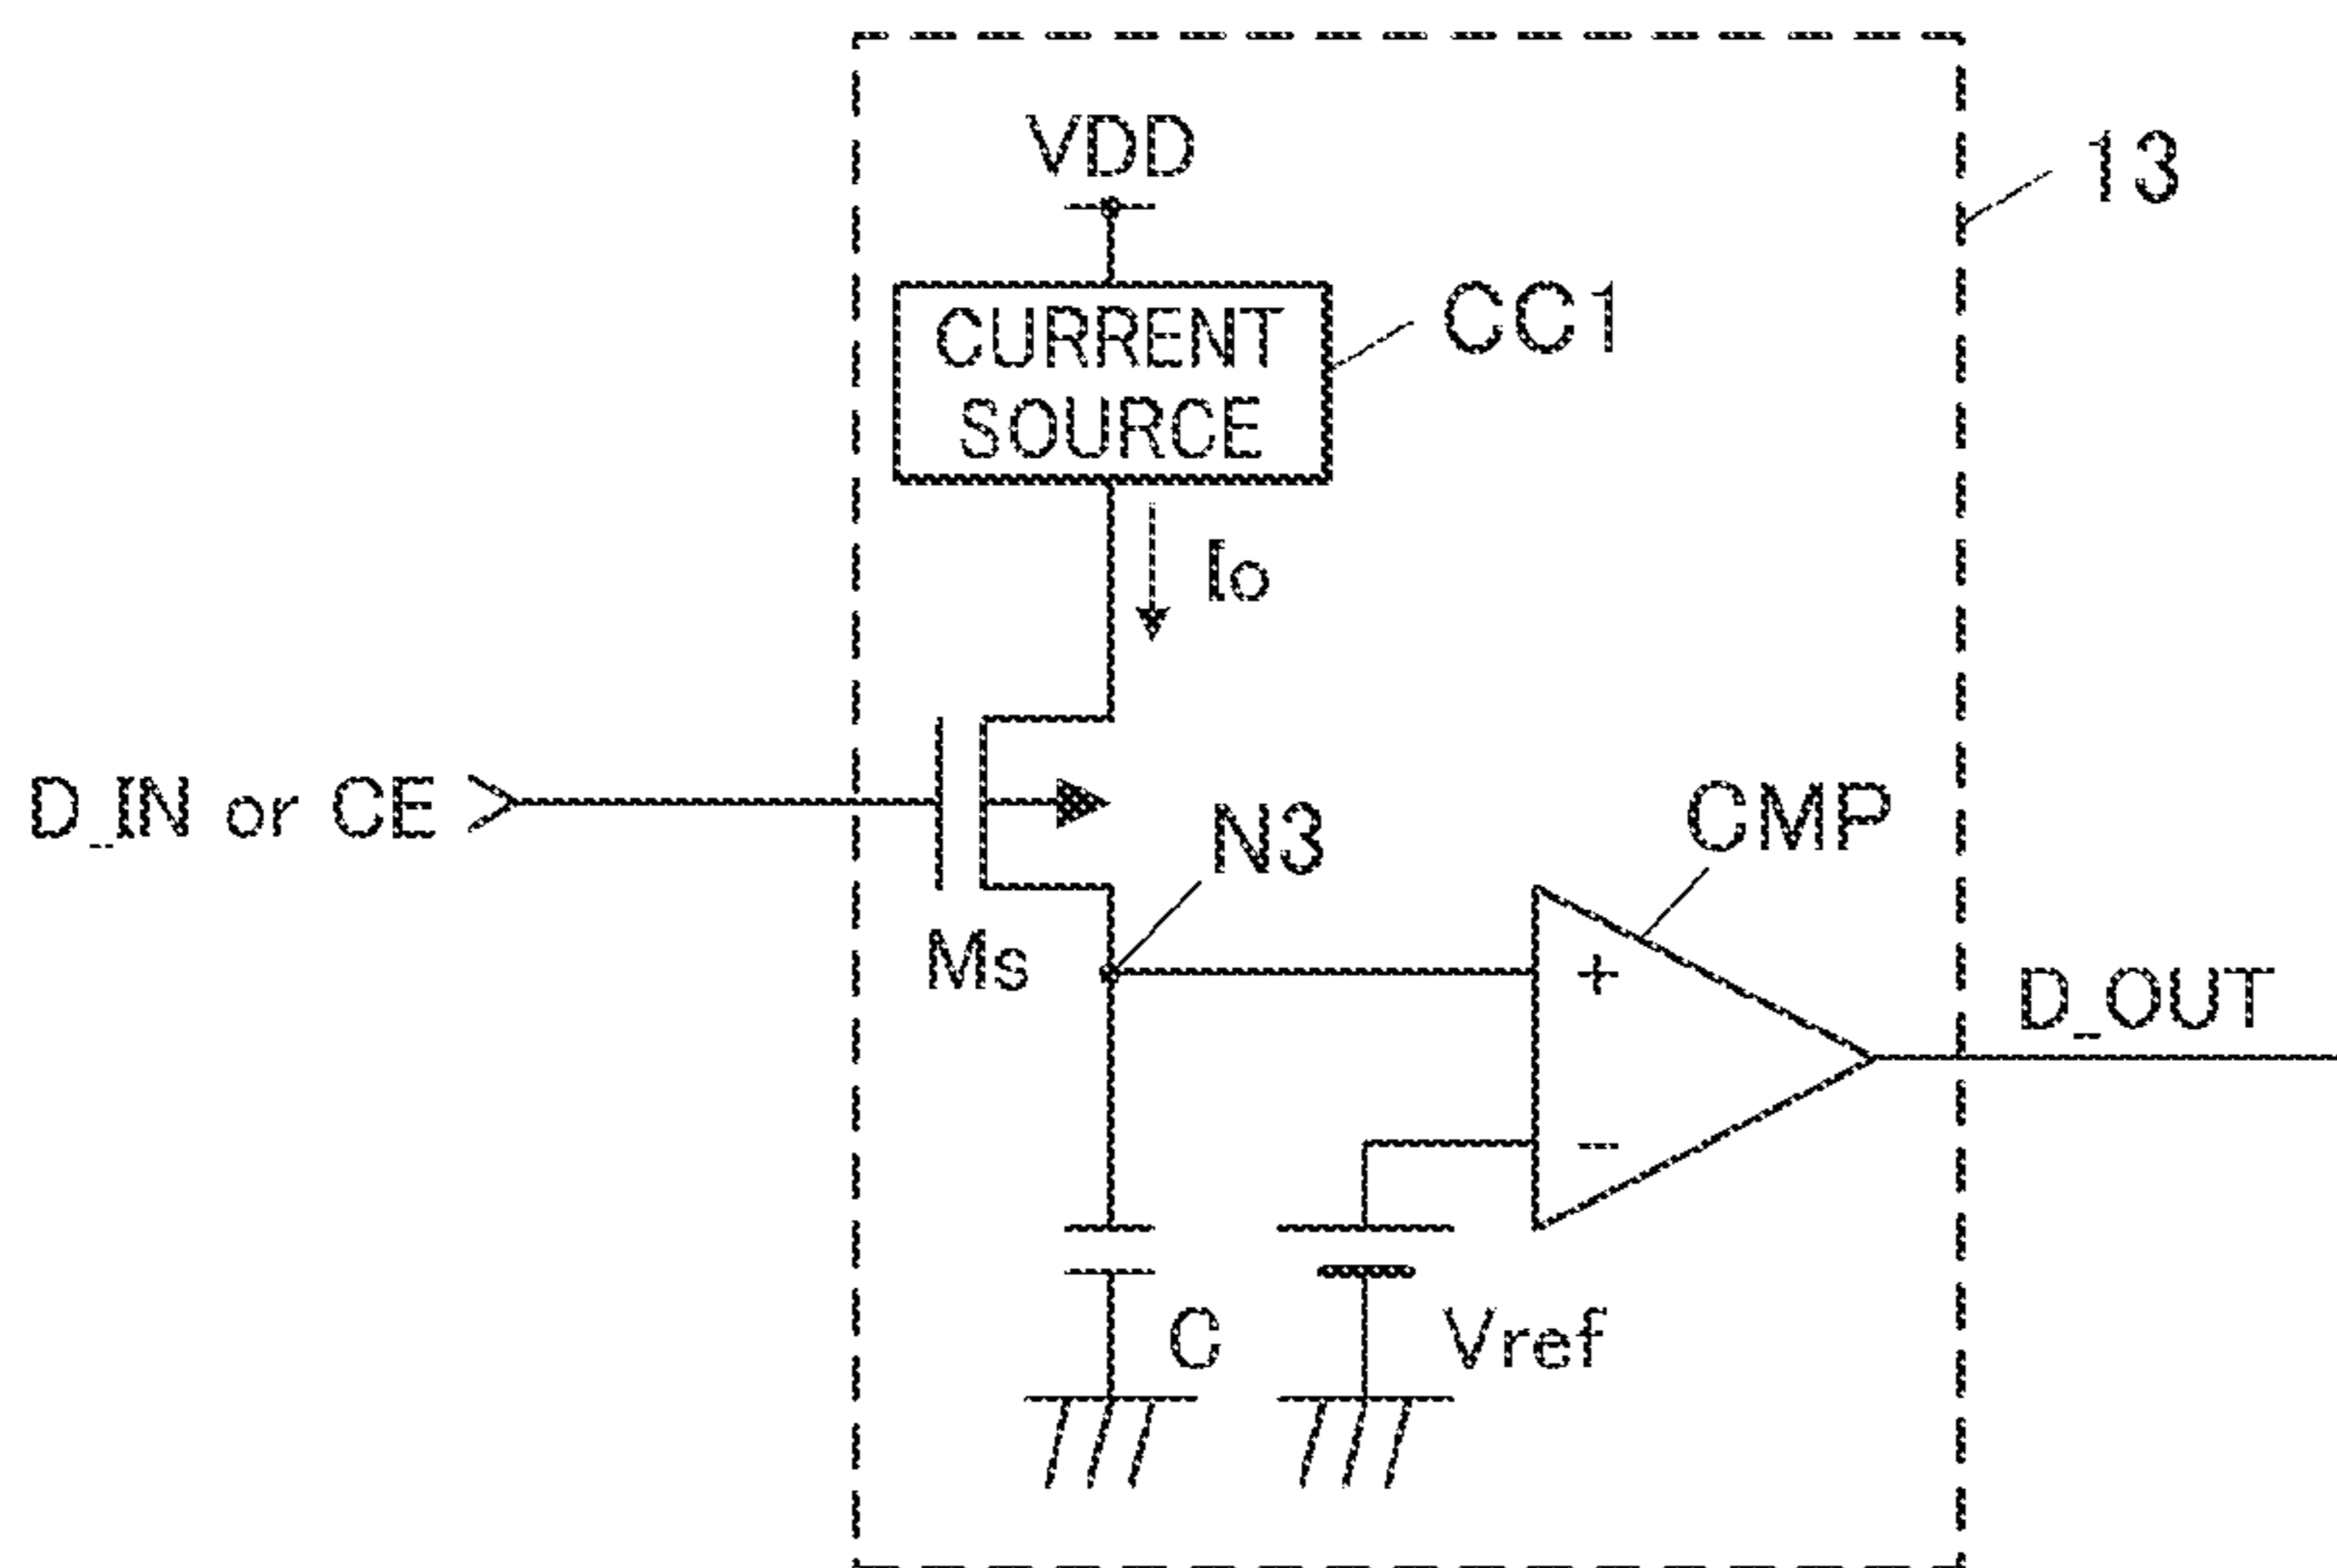 VDD
13
CURRENT
SOURCE
CC1
Io
D_IN or CE
N3
CMP
Ms
+
D_OUT
-
C
Vref